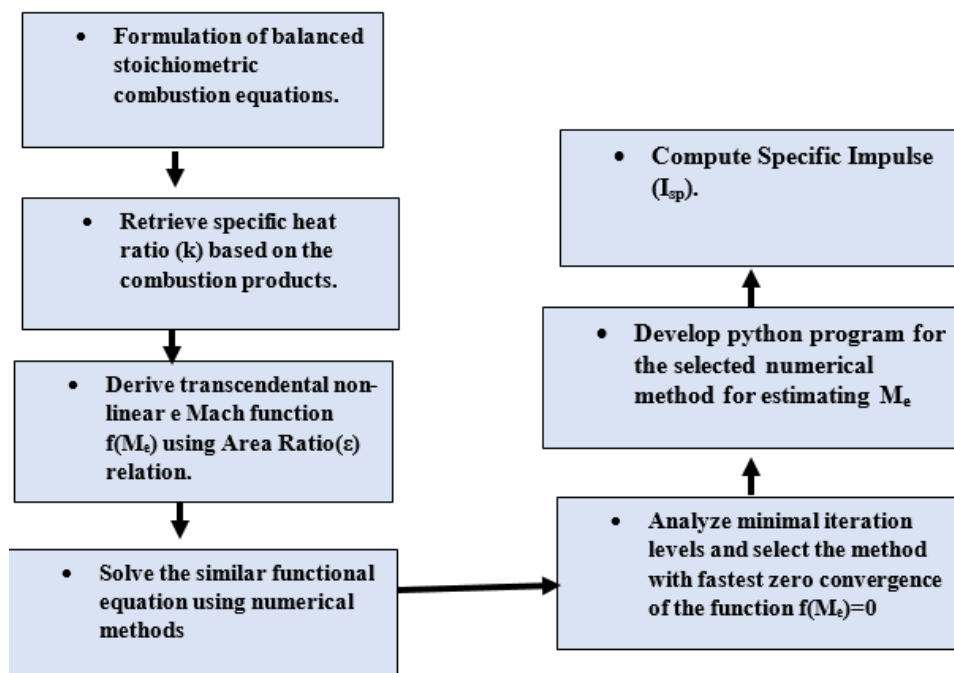 • Formulation of balanced
stoichiometric
combustion equations.
• Retrieve specific heat
ratio (k) based on the
combustion products.
• Derive transcendental non-
linear e Mach function
f(Mₑ) using Area Ratio(ε)
relation.
• Solve the similar functional
equation using numerical
methods
• Analyze minimal iteration
levels and select the method
with fastest zero convergence
of the function f(Mₑ)=0
• Develop python program for
the selected numerical
method for estimating Mₑ
• Compute Specific Impulse
(Iₛₚ).